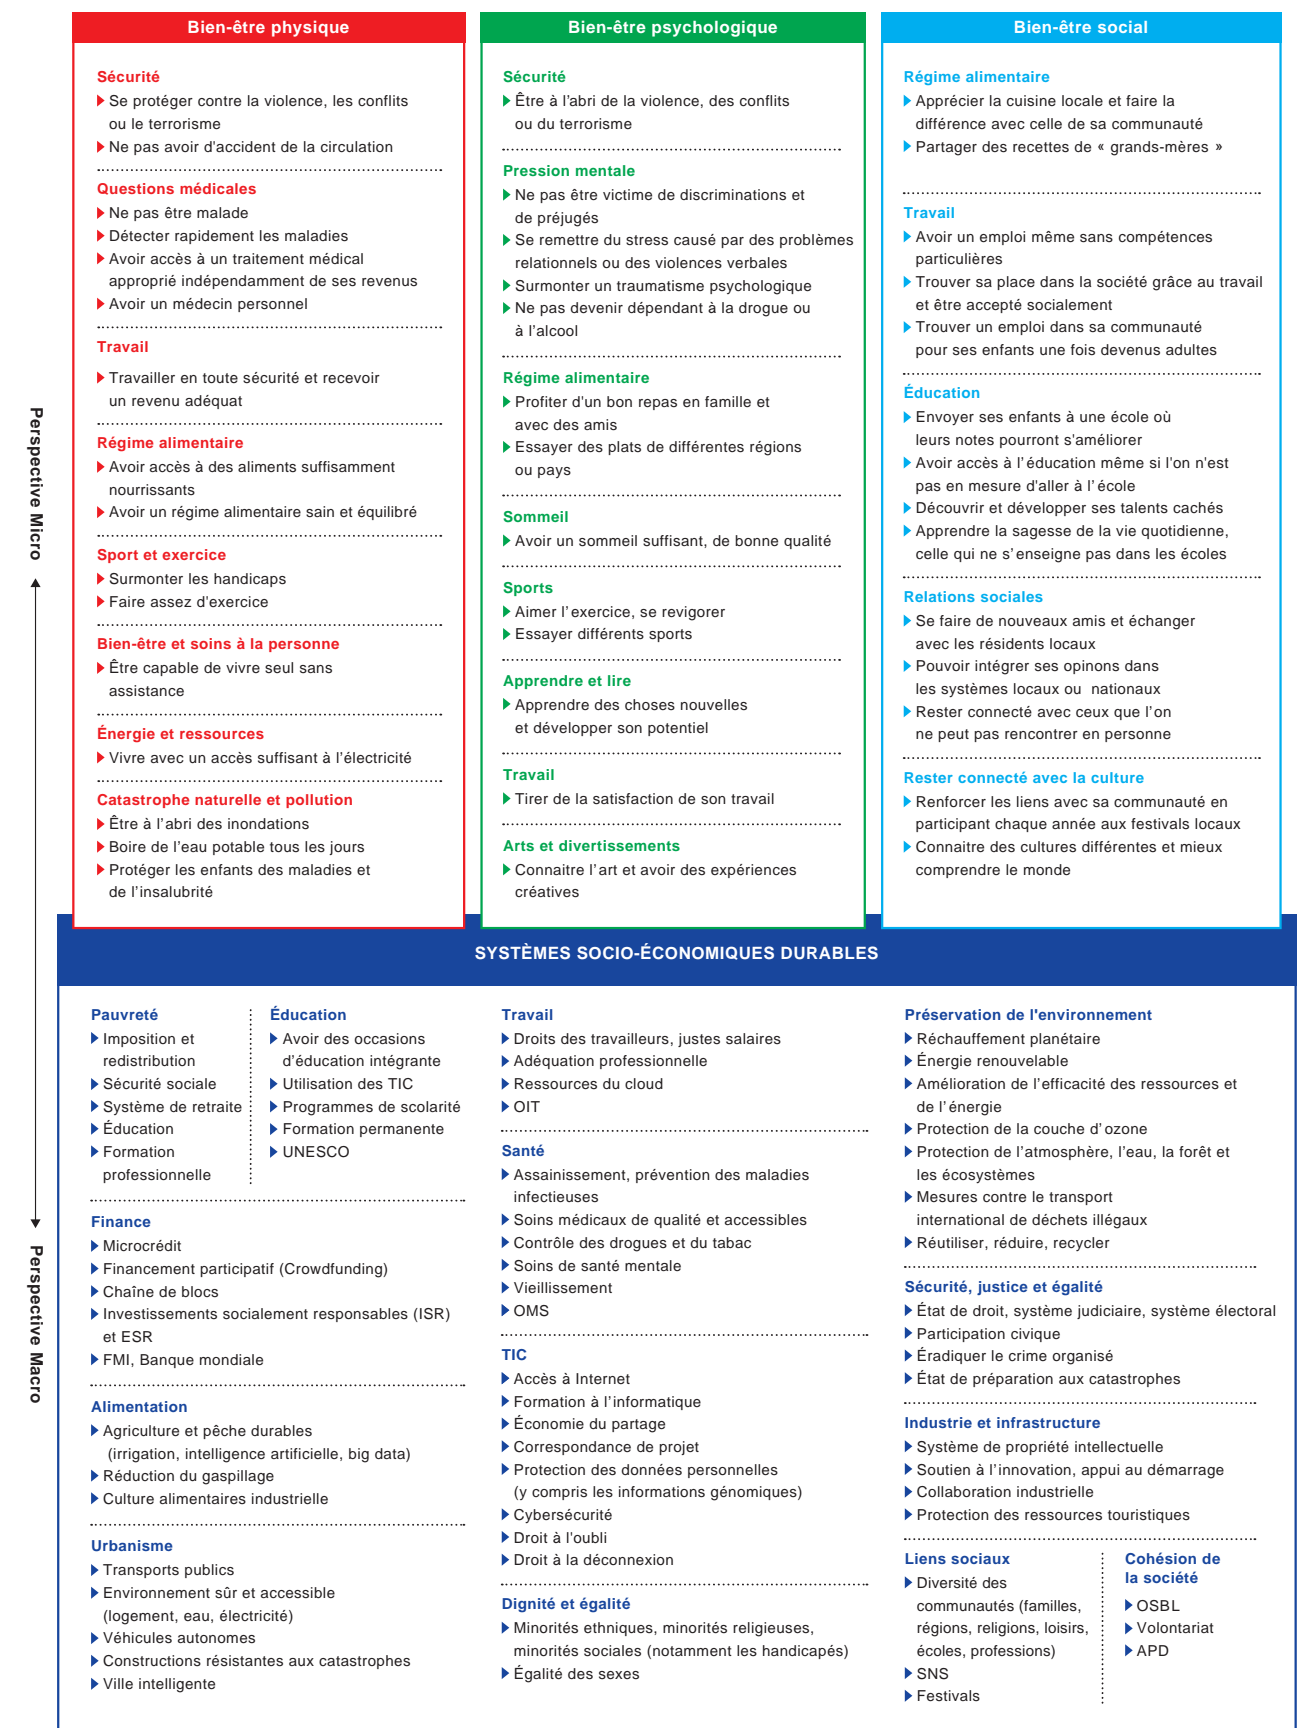 Bien-être physique
Sécurité
Se protéger contre la violence, les conflits
ou le terrorisme
Ne pas avoir d'accident de la circulation
Questions médicales
Ne pas être malade
Détecter rapidement les maladies
Avoir accès à un traitement médical
approprié indépendamment de ses revenus
Avoir un médecin personnel
Travail
Travailler en toute sécurité et recevoir
un revenu adéquat
Régime alimentaire
Avoir accès à des aliments suffisamment
nourrissants
Avoir un régime alimentaire sain et équilibré
Sport et exercice
Surmonter les handicaps
Faire assez d'exercice
Bien-être et soins à la personne
Être capable de vivre seul sans
assistance
Énergie et ressources
Vivre avec un accès suffisant à l'électricité
Catastrophe naturelle et pollution
Être à l'abri des inondations
Boire de l'eau potable tous les jours
Protéger les enfants des maladies et
de l'insalubrité
Bien-être psychologique
Sécurité
Être à l'abri de la violence, des conflits
ou du terrorisme
Pression mentale
Ne pas être victime de discriminations et
de préjugés
Se remettre du stress causé par des problèmes
relationnels ou des violences verbales
Surmonter un traumatisme psychologique
Ne pas devenir dépendant à la drogue ou
à l'alcool
Régime alimentaire
Profiter d'un bon repas en famille et
avec des amis
Essayer des plats de différentes régions
ou pays
Sommeil
Avoir un sommeil suffisant, de bonne qualité
Sports
Aimer l'exercice, se revigorer
Essayer différents sports
Apprendre et lire
Apprendre des choses nouvelles
et développer son potentiel
Travail
Tirer de la satisfaction de son travail
Arts et divertissements
Connaitre l'art et avoir des expériences
créatives
Bien-être social
Régime alimentaire
Apprécier la cuisine locale et faire la
différence avec celle de sa communauté
Partager des recettes de « grands-mères »
Travail
Avoir un emploi même sans compétences
particulières
Trouver sa place dans la société grâce au travail
et être accepté socialement
Trouver un emploi dans sa communauté
pour ses enfants une fois devenus adultes
Éducation
Envoyer ses enfants à une école où
leurs notes pourront s'améliorer
Avoir accès à l'éducation même si l'on n'est
pas en mesure d'aller à l'école
Découvrir et développer ses talents cachés
Apprendre la sagesse de la vie quotidienne,
celle qui ne s'enseigne pas dans les écoles
Relations sociales
Se faire de nouveaux amis et échanger
avec les résidents locaux
Pouvoir intégrer ses opinons dans
les systèmes locaux ou nationaux
Rester connecté avec ceux que l'on
ne peut pas rencontrer en personne
Rester connecté avec la culture
Renforcer les liens avec sa communauté en
participant chaque année aux festivals locaux
Connaitre des cultures différentes et mieux
comprendre le monde
Perspective Micro
Perspective Macro
SYSTÈMES SOCIO-ÉCONOMIQUES DURABLES
Pauvreté
Imposition et
redistribution
Sécurité sociale
Système de retraite
Éducation
Formation
professionnelle
Éducation
Avoir des occasions
d'éducation intégrante
Utilisation des TIC
Programmes de scolarité
Formation permanente
UNESCO
Finance
Microcrédit
Financement participatif (Crowdfunding)
Chaîne de blocs
Investissements socialement responsables (ISR)
et ESR
FMI, Banque mondiale
Alimentation
Agriculture et pêche durables
(irrigation, intelligence artificielle, big data)
Réduction du gaspillage
Culture alimentaires industrielle
Urbanisme
Transports publics
Environnement sûr et accessible
(logement, eau, électricité)
Véhicules autonomes
Constructions résistantes aux catastrophes
Ville intelligente
Travail
Droits des travailleurs, justes salaires
Adéquation professionnelle
Ressources du cloud
OIT
Santé
Assainissement, prévention des maladies
infectieuses
Soins médicaux de qualité et accessibles
Contrôle des drogues et du tabac
Soins de santé mentale
Vieillissement
OMS
TIC
Accès à Internet
Formation à l'informatique
Économie du partage
Correspondance de projet
Protection des données personnelles
(y compris les informations génomiques)
Cybersécurité
Droit à l'oubli
Droit à la déconnexion
Dignité et égalité
Minorités ethniques, minorités religieuses,
minorités sociales (notamment les handicapés)
Égalité des sexes
Préservation de l'environnement
Réchauffement planétaire
Énergie renouvelable
Amélioration de l'efficacité des ressources et
de l'énergie
Protection de la couche d'ozone
Protection de l'atmosphère, l'eau, la forêt et
les écosystèmes
Mesures contre le transport
international de déchets illégaux
Réutiliser, réduire, recycler
Sécurité, justice et égalité
État de droit, système judiciaire, système électoral
Participation civique
Éradiquer le crime organisé
État de préparation aux catastrophes
Industrie et infrastructure
Système de propriété intellectuelle
Soutien à l'innovation, appui au démarrage
Collaboration industrielle
Protection des ressources touristiques
Liens sociaux
Diversité des
communautés (familles,
régions, religions, loisirs,
écoles, professions)
SNS
Festivals
Cohésion de
la société
OSBL
Volontariat
APD